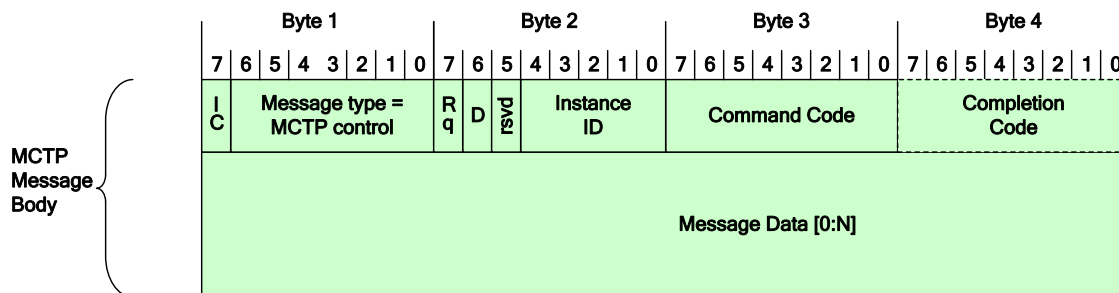 Byte 1 Byte 2 Byte 3 Byte 4
7 6 5 4 3 2 1 0 7 6 5 4 3 2 1 0 7 6 5 4 3 2 1 0 7 6 5 4 3 2 1 0
IC
Message type =
MCTP control
Rq
D
rsvd
Instance
ID
Command Code
Completion
Code
MCTP
Message
Body
Message Data [0:N]